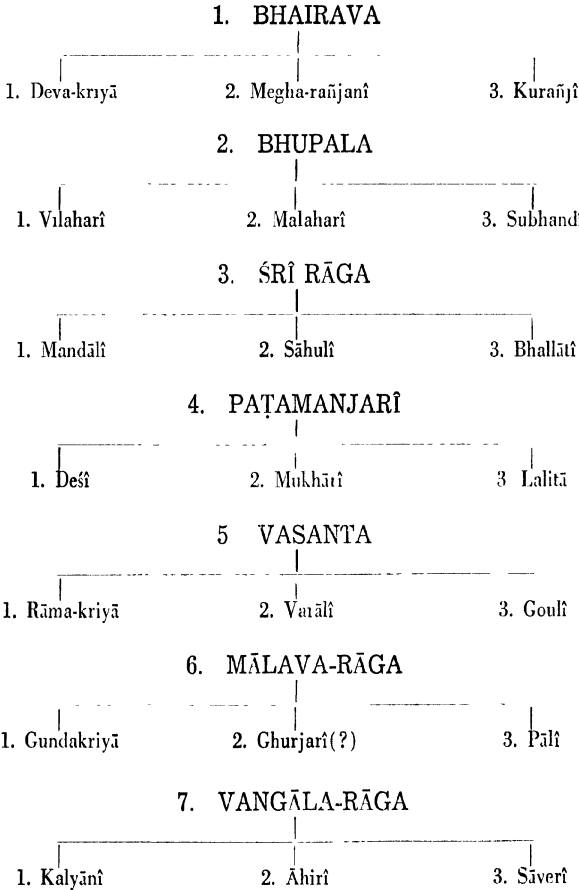 1. BHAIRAVA
1. Deva-kriyā 2. Megha-rañjanî 3. Kurañjî
2. BHUPALA
1. Vilaharî 2. Malaharî 3. Subhand
3. ŚRÎ RĀGA
1. Mandālî 2. Sāhulî 3. Bhallātî
4. PAṬAMANJARÎ
1. Deśî 2. Mukhārî 3 Lalitā
5 VASANTA
1. Rāma-kriyā 2. Varālî 3. Goulî
6. MĀLAVA-RĀGA
1. Gundakriyā 2. Ghurjarî(?) 3. Pālî
7. VANGĀLA-RĀGA
1. Kalyānî 2. Āhirî 3. Sāverî